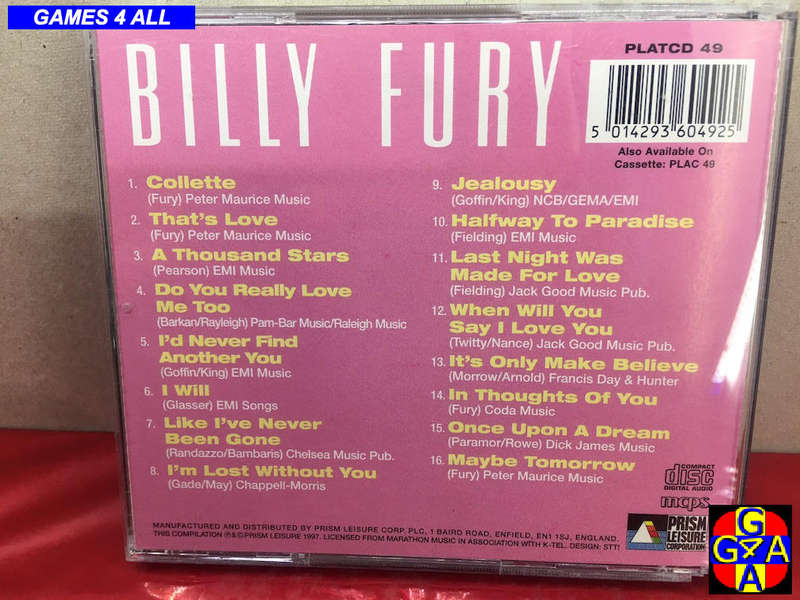 GAMES 4 ALL
BILLY FURY
PLATCD 49
5 014293 604925
Also Available On
Cassette: PLAC 49
1. Collette
(Fury) Peter Maurice Music
2. That's Love
(Fury) Peter Maurice Music
3. A Thousand Stars
(Pearson) EMI Music
4. Do You Really Love
Me Too
(Barkan/Rayleigh) Pam-Bar Music/Raleigh Music
5. I'd Never Find
Another You
(Goffin/King) EMI Music
6. I Will
(Glasser) EMI Songs
7. Like I've Never
Been Gone
(Randazzo/Bambaris) Chelsea Music Pub.
8. I'm Lost Without You
(Gade/May) Chappell-Morris
9. Jealousy
(Goffin/King) NCB/GEMA/EMI
10. Halfway To Paradise
(Fielding) EMI Music
11. Last Night Was
Made For Love
(Fielding) Jack Good Music Pub.
12. When Will You
Say I Love You
(Twitty/Nance) Jack Good Music Pub.
13. It's Only Make Believe
(Morrow/Arnold) Francis Day & Hunter
14. In Thoughts Of You
(Fury) Coda Music
15. Once Upon A Dream
(Paramor/Rowe) Dick James Music
16. Maybe Tomorrow
(Fury) Peter Maurice Music
COMPACT
disc
DIGITAL AUDIO
mcps
MANUFACTURED AND DISTRIBUTED BY PRISM LEISURE CORP. PLC, 1 BAIRD ROAD, ENFIELD, EN1 1SJ, ENGLAND.
THIS COMPILATION ℗&©PRISM LEISURE 1997. LICENSED FROM MARATHON MUSIC IN ASSOCIATION WITH K-TEL. DESIGN: STT!
PRISM
LEISURE
CORPORATION
G
G4A
A